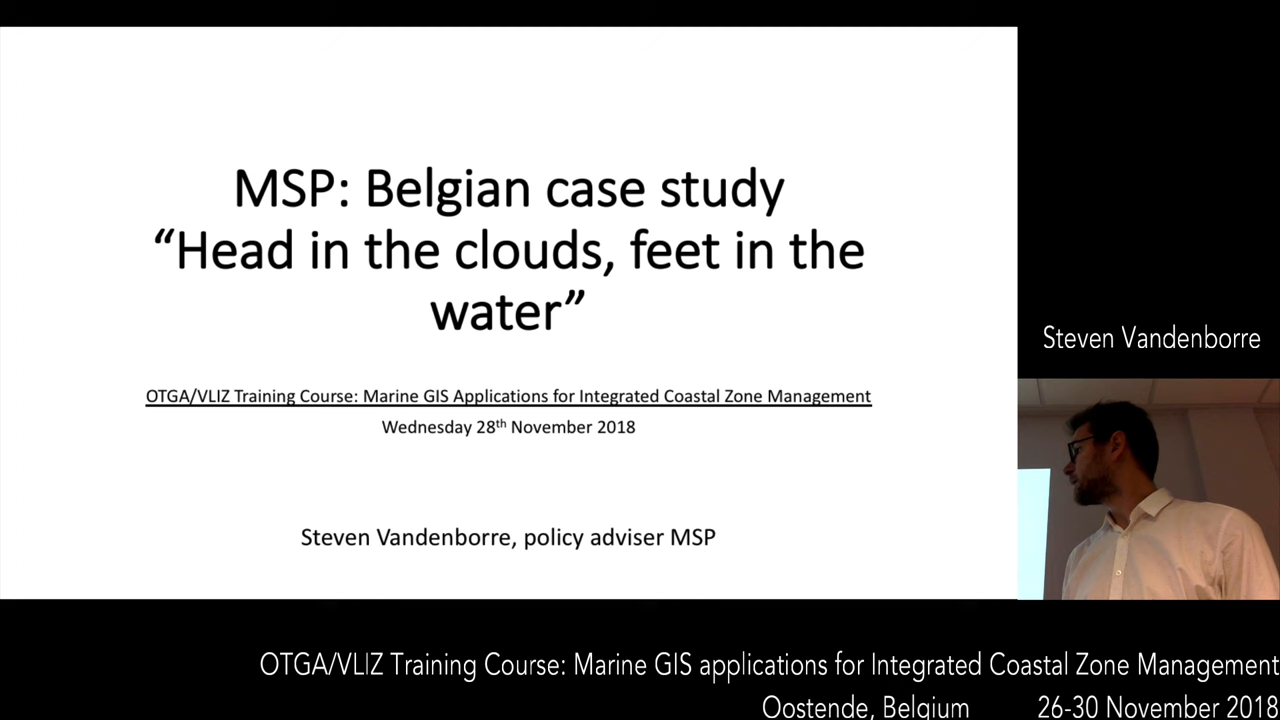 MSP: Belgian case study
“Head in the clouds, feet in the
water”
OTGA/VLIZ Training Course: Marine GIS Applications for Integrated Coastal Zone Management
Wednesday 28th November 2018
Steven Vandenborre, policy adviser MSP
Steven Vandenborre
OTGA/VLIZ Training Course: Marine GIS applications for Integrated Coastal Zone Management
Oostende, Belgium 26-30 November 2018